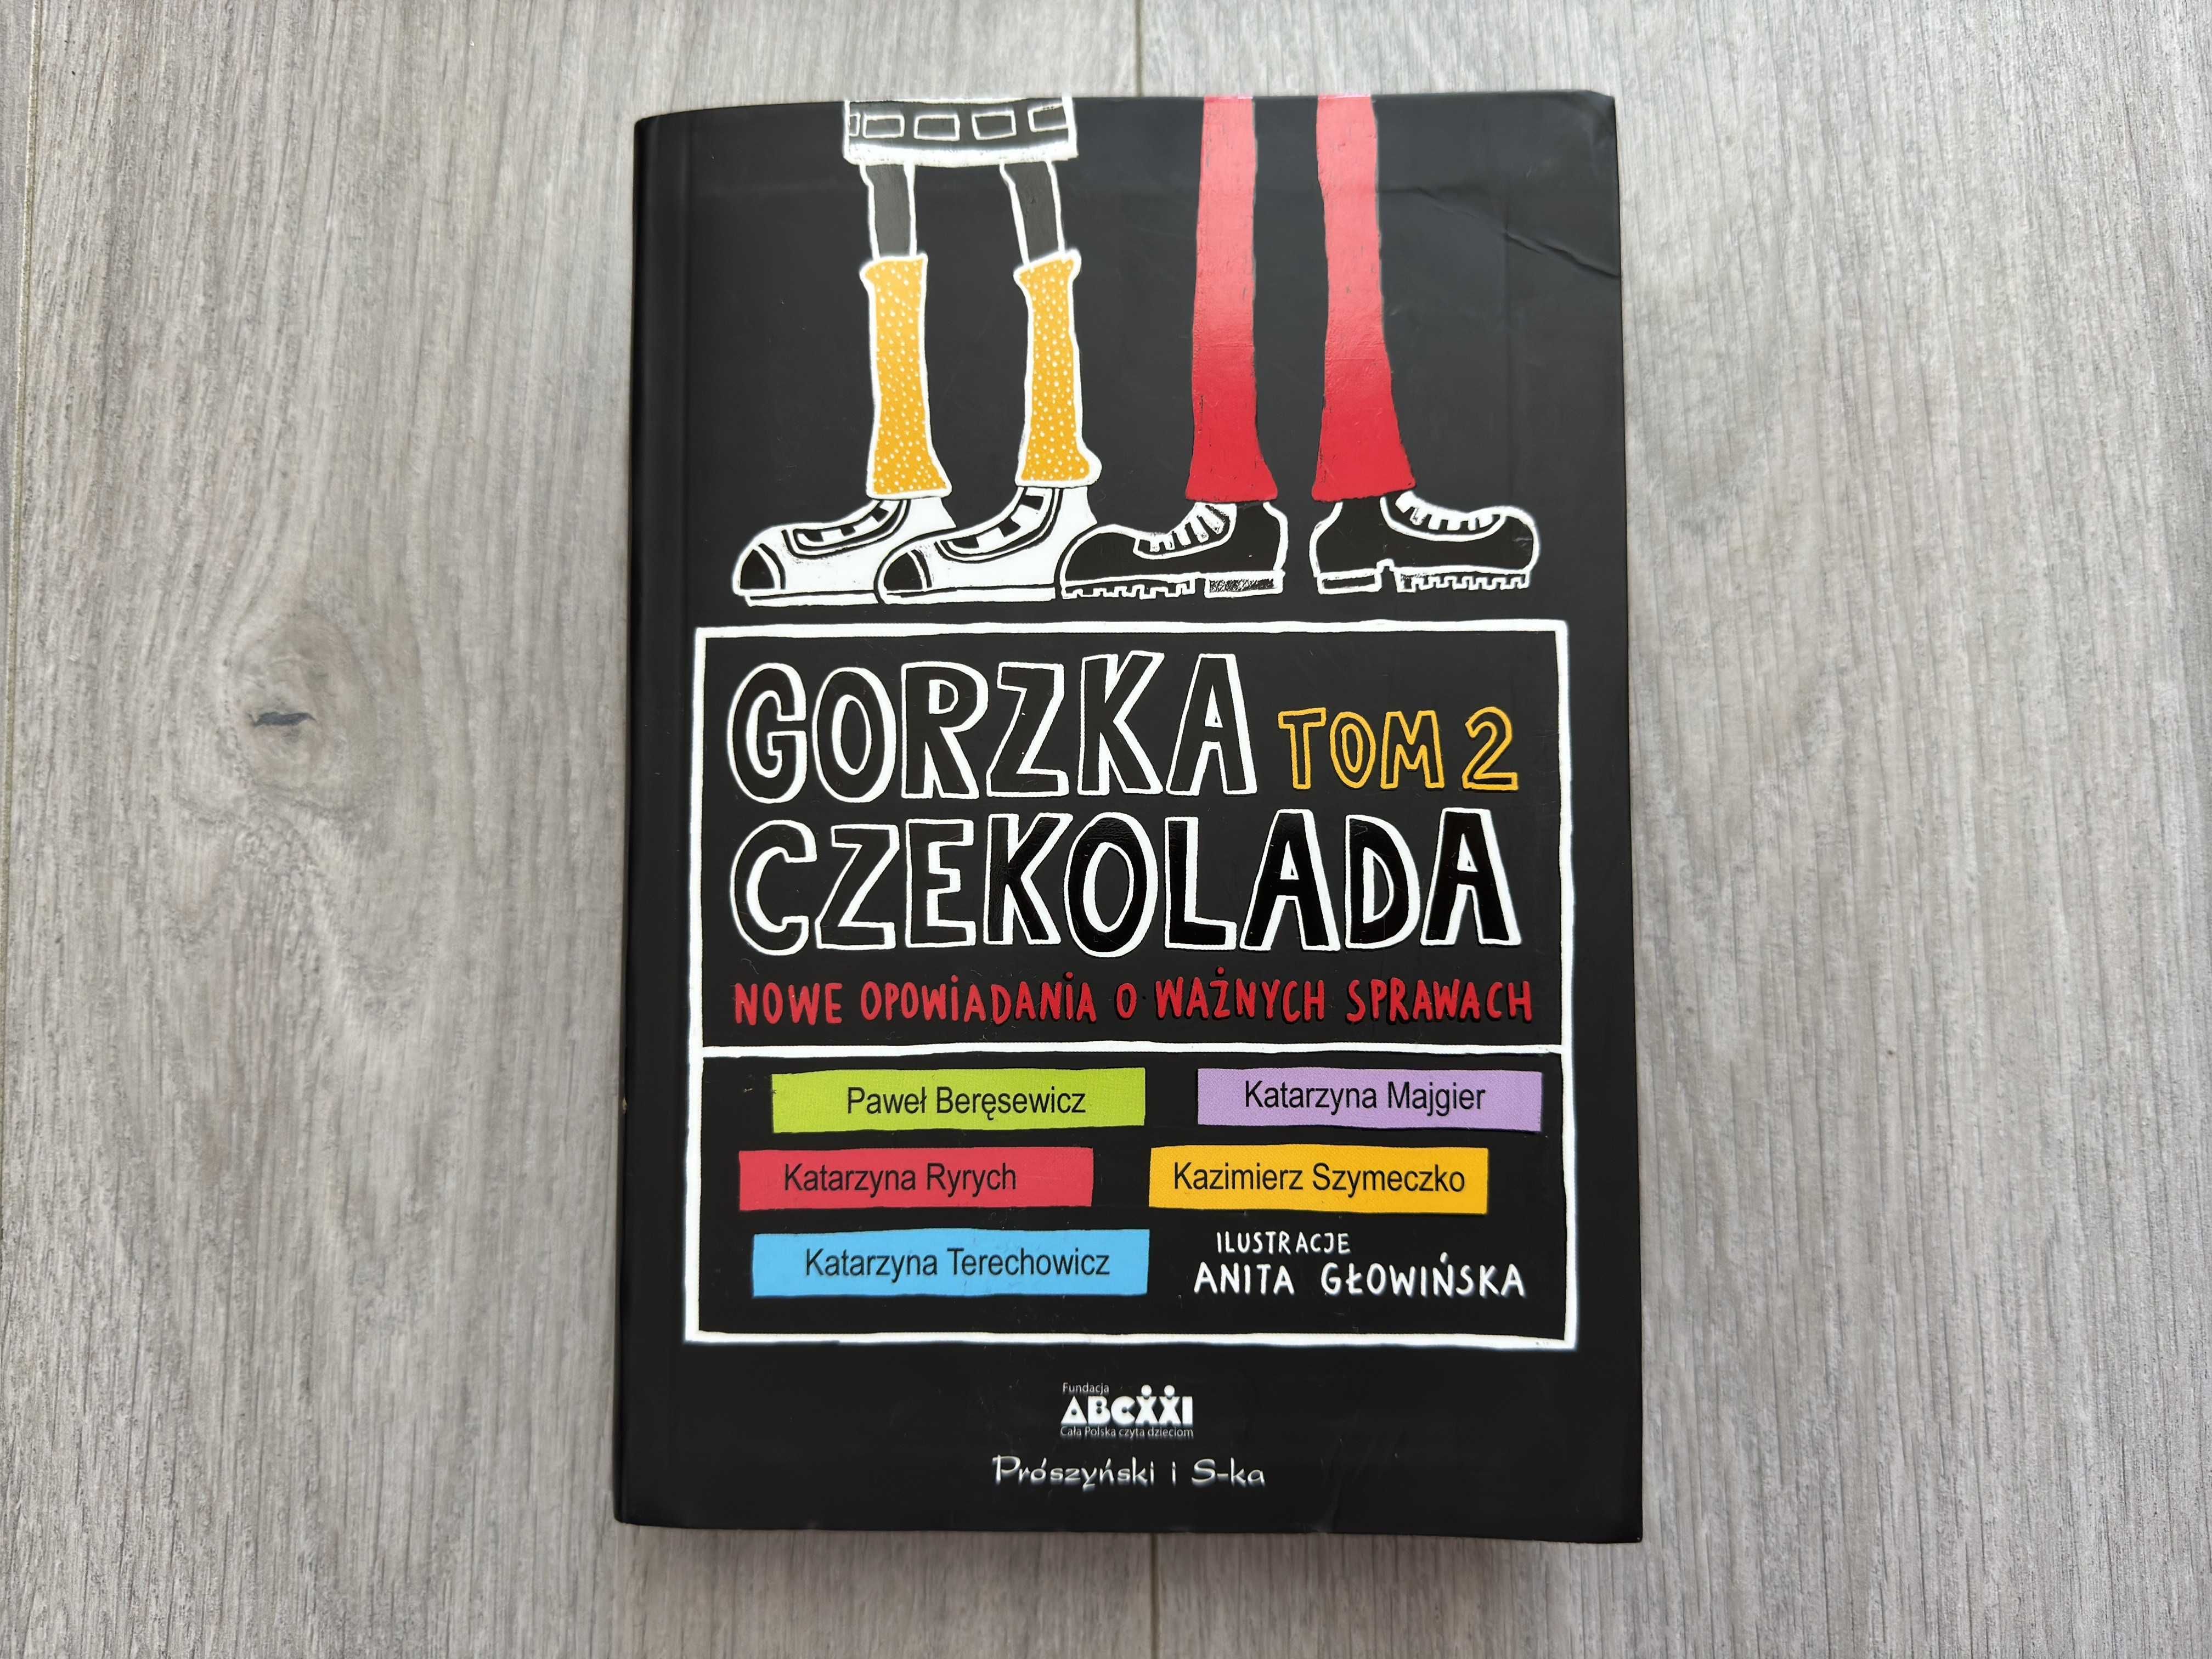 GORZKA TOM 2
CZEKOLADA
NOWE OPOWIADANIA O WAŻNYCH SPRAWACH
Paweł Beręsewicz
Katarzyna Majgier
Katarzyna Ryrych
Kazimierz Szymeczko
Katarzyna Terechowicz
ILUSTRACJE
ANITA GŁOWIŃSKA
Fundacja
ABCXXI
Cała Polska czyta dzieciom
Prószyński i S-ka